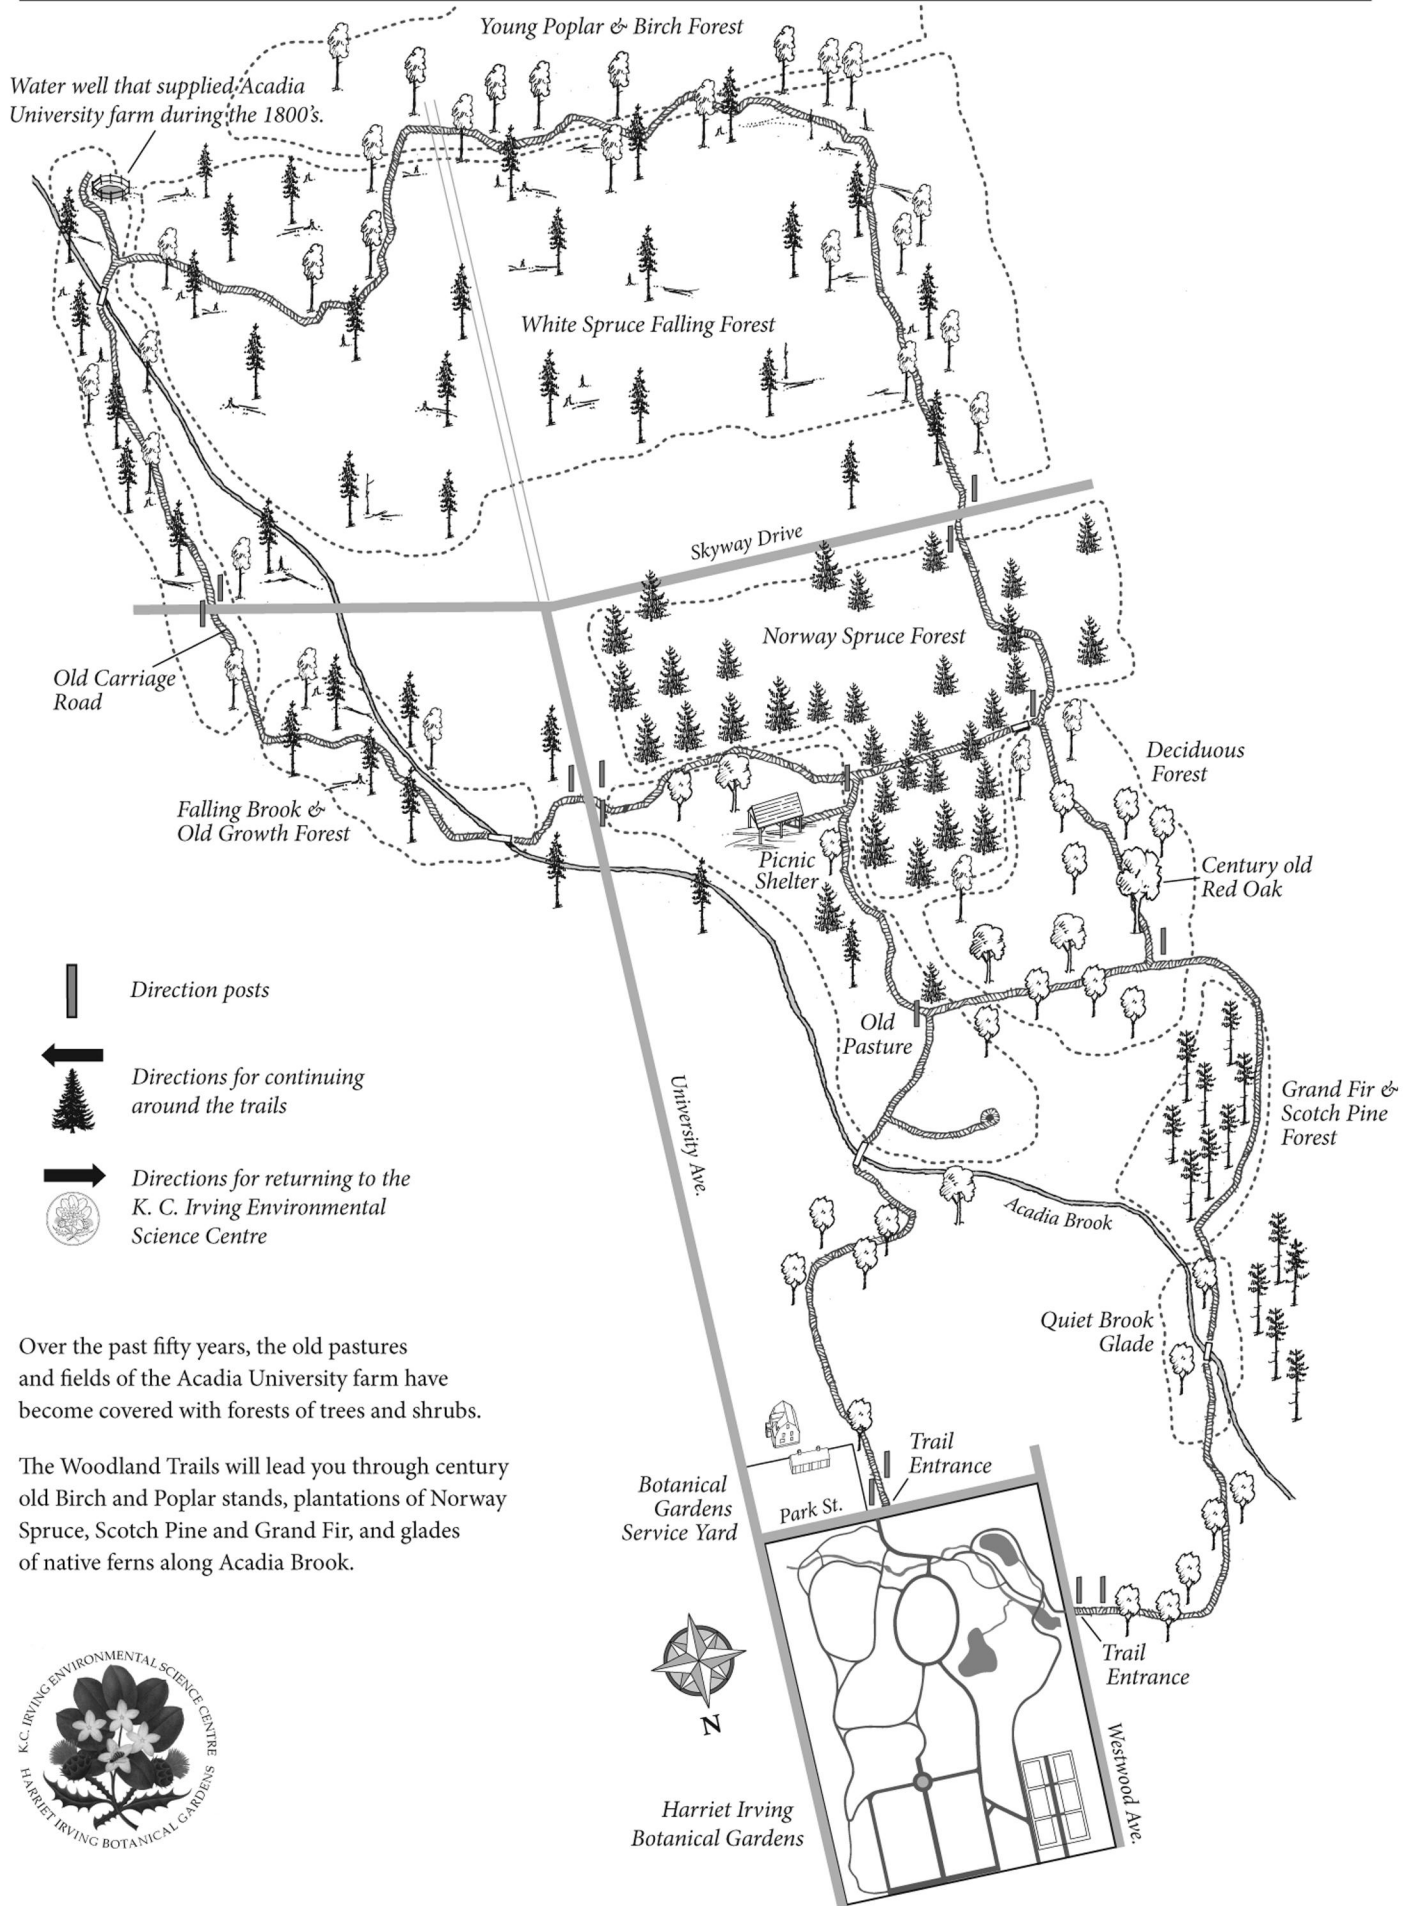 Young Poplar & Birch Forest
Water well that supplied Acadia
University farm during the 1800's.
White Spruce Falling Forest
Skyway Drive
Norway Spruce Forest
Old Carriage
Road
Deciduous
Forest
Falling Brook &
Old Growth Forest
Picnic
Shelter
Century old
Red Oak
Direction posts
Old
Pasture
Directions for continuing
around the trails
University Ave.
Grand Fir &
Scotch Pine
Forest
Directions for returning to the
K. C. Irving Environmental
Science Centre
Acadia Brook
Quiet Brook
Glade
Over the past fifty years, the old pastures
and fields of the Acadia University farm have
become covered with forests of trees and shrubs.
The Woodland Trails will lead you through century
old Birch and Poplar stands, plantations of Norway
Spruce, Scotch Pine and Grand Fir, and glades
of native ferns along Acadia Brook.
Trail
Entrance
Botanical
Gardens
Service Yard
Park St.
Trail
Entrance
N
Westwood Ave.
Harriet Irving
Botanical Gardens
K.C. IRVING ENVIRONMENTAL SCIENCE CENTRE
HARRIET IRVING BOTANICAL GARDENS